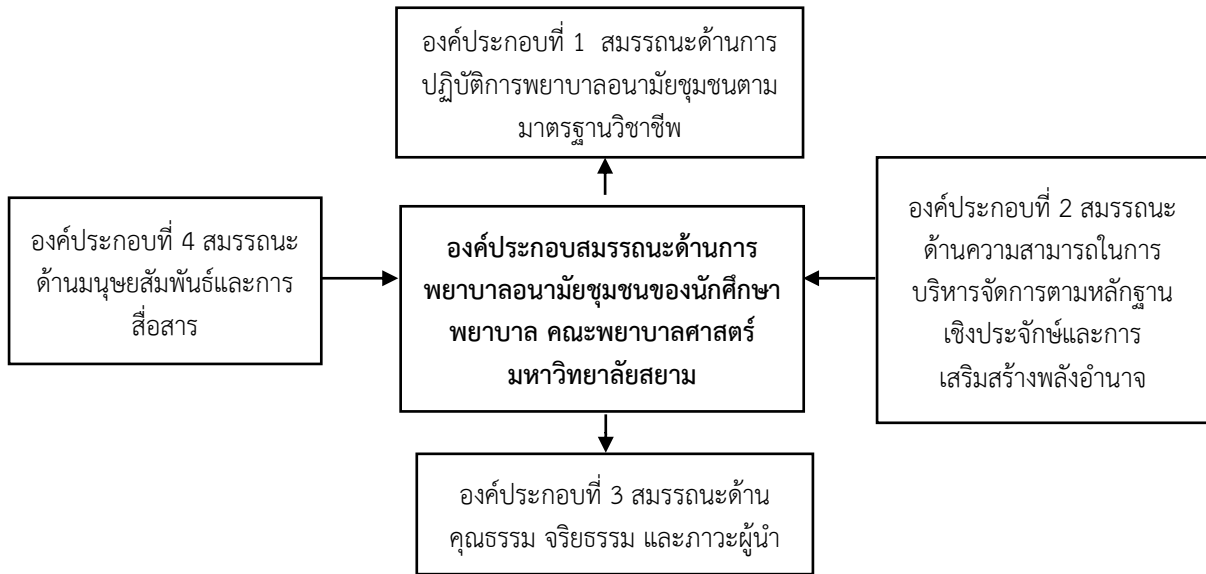 องค์ประกอบที่ 1 สมรรถนะด้านการ
ปฏิบัติการพยาบาลอนามัยชุมชนตาม
มาตรฐานวิชาชีพ
องค์ประกอบที่ 4 สมรรถนะ
ด้านมนุษยสัมพันธ์และการ
สื่อสาร
องค์ประกอบสมรรถนะด้านการ
พยาบาลอนามัยชุมชนของนักศึกษา
พยาบาล คณะพยาบาลศาสตร์
มหาวิทยาลัยสยาม
องค์ประกอบที่ 2 สมรรถนะ
ด้านความสามารถในการ
บริหารจัดการตามหลักฐาน
เชิงประจักษ์และการ
เสริมสร้างพลังอำนาจ
องค์ประกอบที่ 3 สมรรถนะด้าน
คุณธรรม จริยธรรม และภาวะผู้นำ